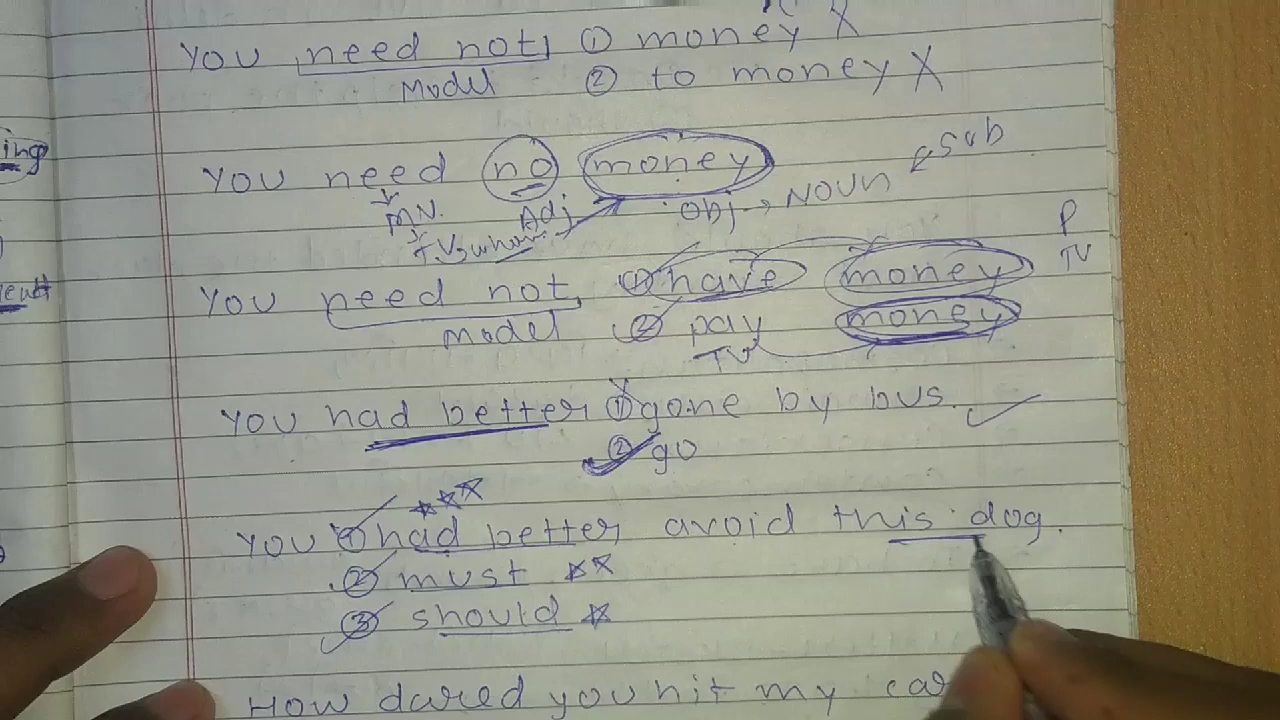 YOU need not, ① money X
Model ② to money X
ing
YOU need no money
Sub
M.V. Adj Obj → NOUN
T.V
P
TV
YOU need not, ① have money
Model ② pay money
TV
YOU had better ① gone by bus.
② go
YOU ① had better avoid this dog.
② must
③ should
How dared you hit my car